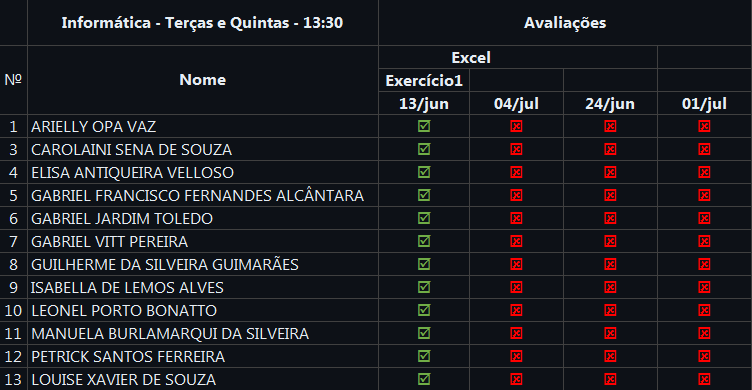 Informática - Terças e Quintas - 13:30 Avaliações
Excel
Nº Nome Exercício1
13/jun 04/jul 24/jun 01/jul
1 ARIELLY OPA VAZ
3 CAROLAINI SENA DE SOUZA
4 ELISA ANTIQUEIRA VELLOSO
5 GABRIEL FRANCISCO FERNANDES ALCÂNTARA
6 GABRIEL JARDIM TOLEDO
7 GABRIEL VITT PEREIRA
8 GUILHERME DA SILVEIRA GUIMARÃES
9 ISABELLA DE LEMOS ALVES
10 LEONEL PORTO BONATTO
11 MANUELA BURLAMARQUI DA SILVEIRA
12 PETRICK SANTOS FERREIRA
13 LOUISE XAVIER DE SOUZA